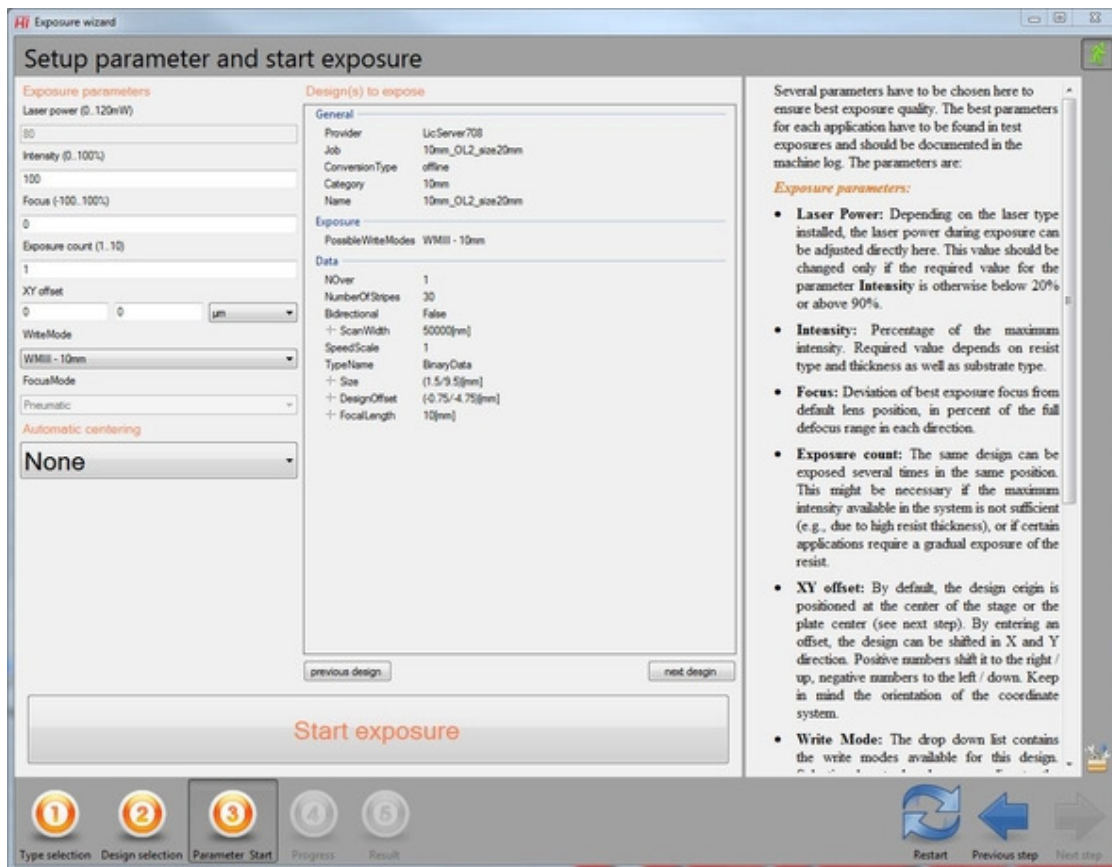 Exposure wizard
Setup parameter and start exposure
Exposure parameters
Laser power (0..120mW)
80
Intensity (0..100%)
100
Focus (-100..100%)
0
Exposure count (1..10)
1
XY offset
0 0 µm
WriteMode
WMIII - 10mm
FocusMode
Pneumatic
Automatic centering
None
Design(s) to expose
General
Provider LicServer708
Job 10mm_OL2_size20mm
ConversionType offline
Category 10mm
Name 10mm_OL2_size20mm
Exposure
PossibleWriteModes WMIII - 10mm
Data
NOver 1
NumberOfStripes 30
Bidirectional False
ScanWidth 50000[nm]
SpeedScale 1
TypeName BinaryData
Size (1.5/9.5)[mm]
DesignOffset (-0.75/-4.75)[mm]
FocalLength 10[mm]
previous design
next desgin
Start exposure
Several parameters have to be chosen here to
ensure best exposure quality. The best parameters
for each application have to be found in test
exposures and should be documented in the
machine log. The parameters are:
Exposure parameters:
• Laser Power: Depending on the laser type
installed, the laser power during exposure can
be adjusted directly here. This value should be
changed only if the required value for the
parameter Intensity is otherwise below 20%
or above 90%.
• Intensity: Percentage of the maximum
intensity. Required value depends on resist
type and thickness as well as substrate type.
• Focus: Deviation of best exposure focus from
default lens position, in percent of the full
defocus range in each direction.
• Exposure count: The same design can be
exposed several times in the same position.
This might be necessary if the maximum
intensity available in the system is not sufficient
(e.g., due to high resist thickness), or if certain
applications require a gradual exposure of the
resist.
• XY offset: By default, the design origin is
positioned at the center of the stage or the
plate center (see next step). By entering an
offset, the design can be shifted in X and Y
direction. Positive numbers shift it to the right /
up, negative numbers to the left / down. Keep
in mind the orientation of the coordinate
system.
• Write Mode: The drop down list contains
the write modes available for this design.
1 2 3 4 5
Type selection Design selection Parameter Start Progress Result
Restart Previous step Next step